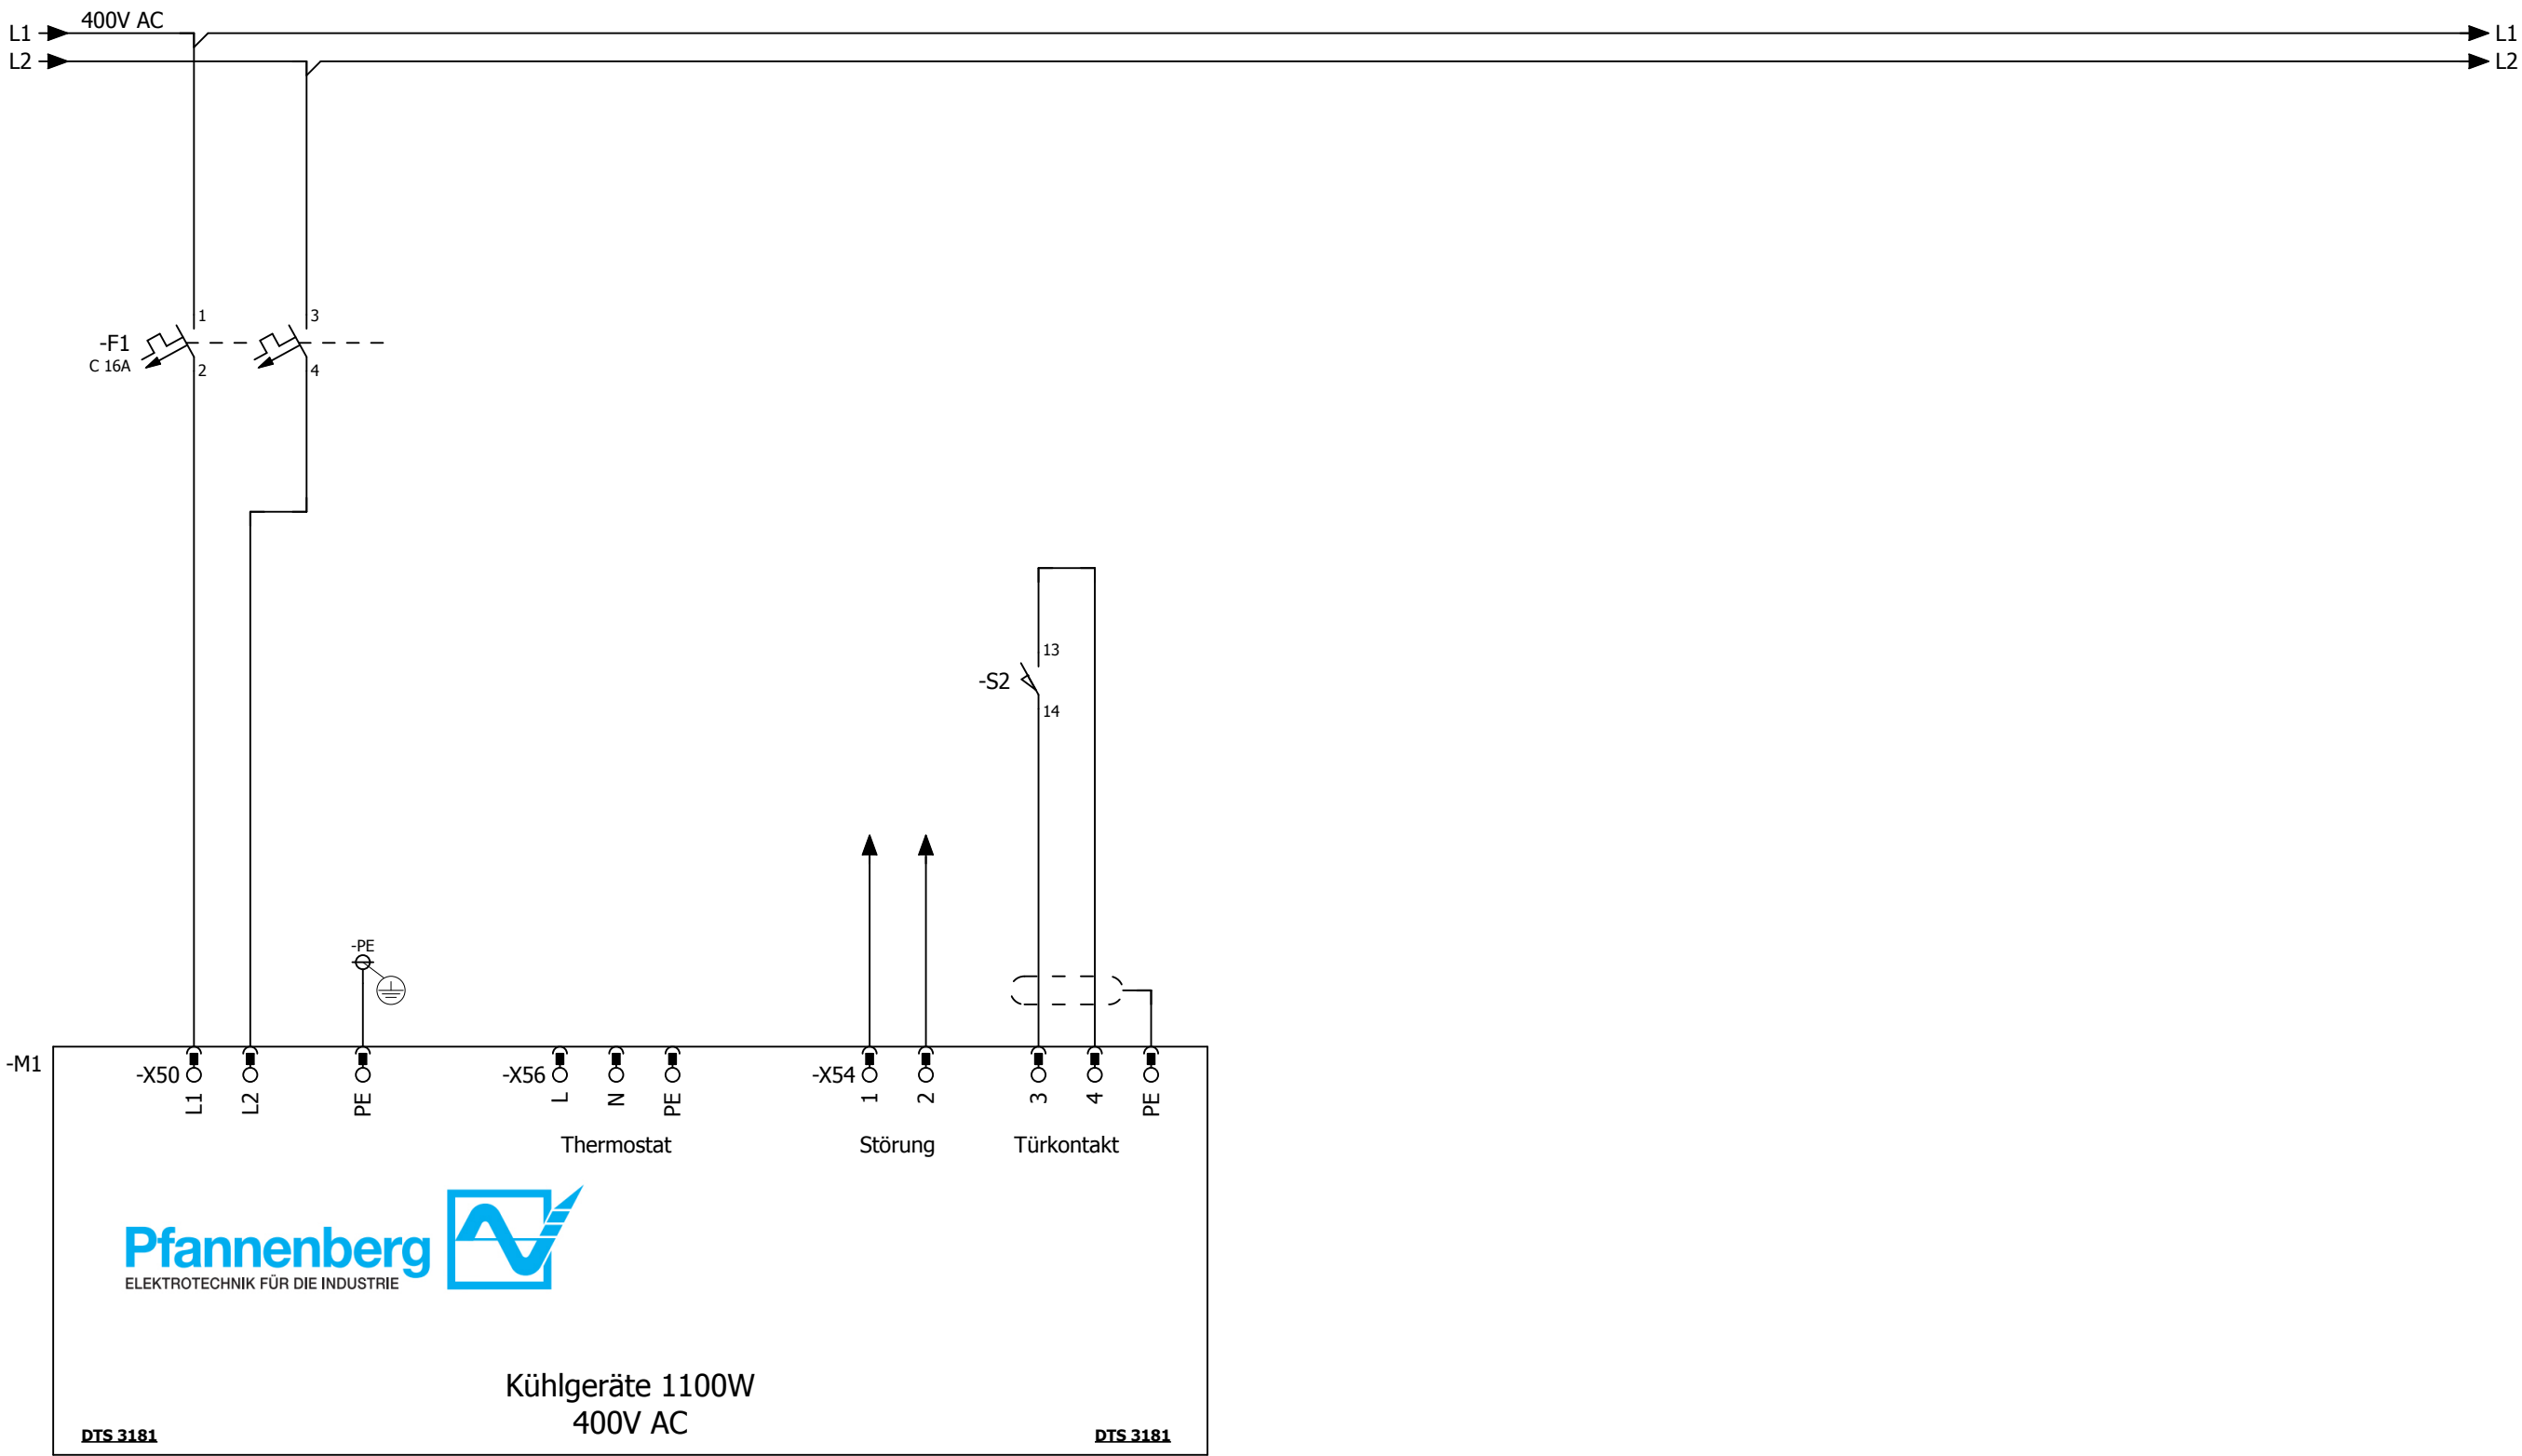 400V AC
L1 L1
L2 L2
1 3
-F1
C 16A
2 4
13
-S2
14
-PE
-M1
-X50 -X56 -X54
L1 L2 PE L N PE 1 2 3 4 PE
Thermostat Störung Türkontakt
Pfannenberg
ELEKTROTECHNIK FÜR DIE INDUSTRIE
Kühlgeräte 1100W
400V AC
DTS 3181 DTS 3181